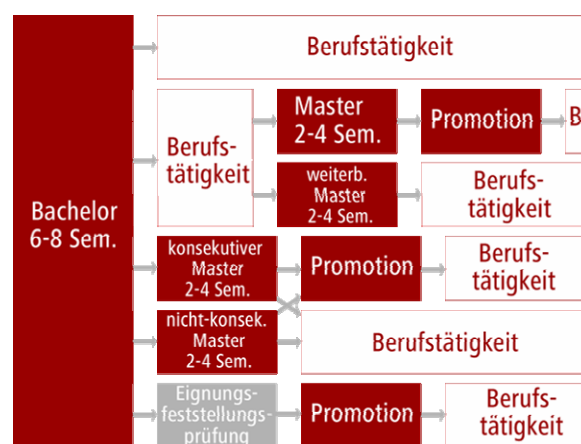 Bachelor
6-8 Sem.
Berufstätigkeit
Berufs-
tätigkeit
Master
2-4 Sem.
Promotion
B
weiterb.
Master
2-4 Sem.
Berufs-
tätigkeit
konsekutiver
Master
2-4 Sem.
Promotion
Berufs-
tätigkeit
nicht-konsek.
Master
2-4 Sem.
Berufstätigkeit
Eignungs-
feststellungs-
prüfung
Promotion
Berufs-
tätigkeit